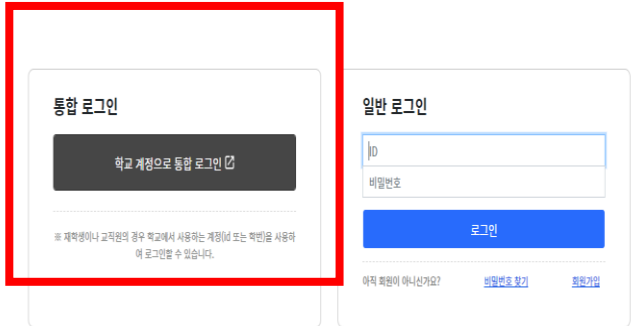 통합 로그인
학교 계정으로 통합 로그인
※ 재학생이나 교직원의 경우 학교에서 사용하는 계정(id 또는 학번)을 사용하
여 로그인할 수 있습니다.
일반 로그인
ID
비밀번호
로그인
아직 회원이 아니신가요? 비밀번호 찾기 회원가입